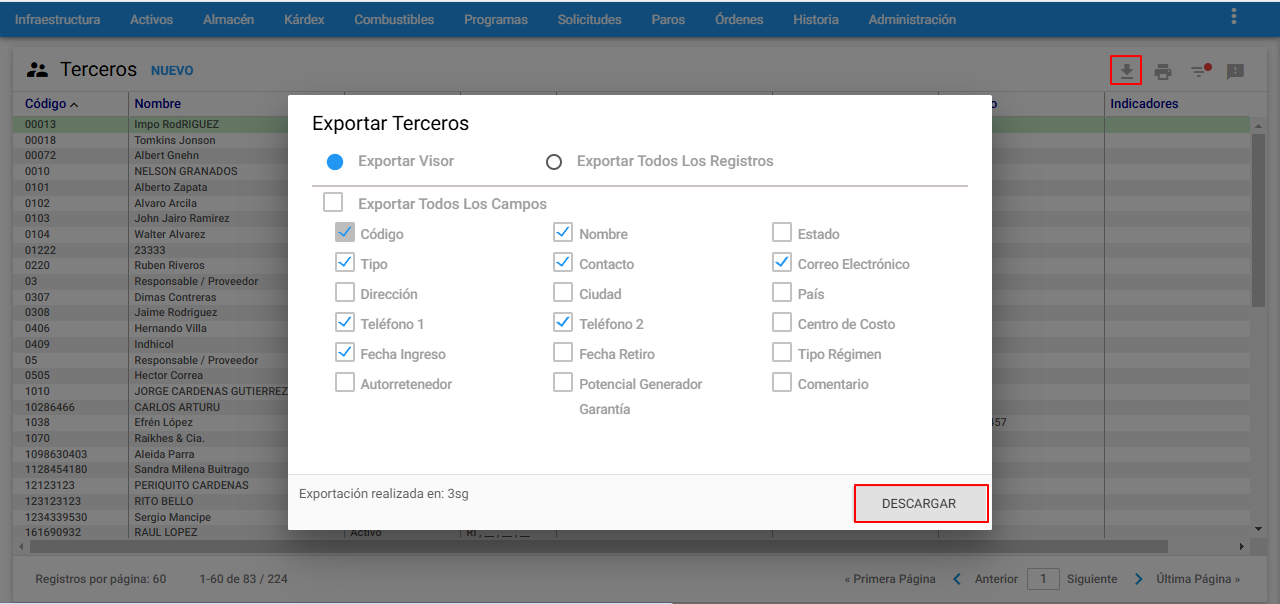 Infraestructura Activos Almacén Kárdex Combustibles Programas Solicitudes Paros Órdenes Historia Administración
Terceros NUEVO
Código Nombre Indicadores
Exportar Terceros
Exportar Visor Exportar Todos Los Registros
Exportar Todos Los Campos
Código Nombre Estado
Tipo Contacto Correo Electrónico
Dirección Ciudad País
Teléfono 1 Teléfono 2 Centro de Costo
Fecha Ingreso Fecha Retiro Tipo Régimen
Autorretenedor Potencial Generador Garantía Comentario
Exportación realizada en: 3sg
DESCARGAR
00013 Impo RodRIGUEZ
00018 Tomkins Jonson
00072 Albert Gnehn
0010 NELSON GRANADOS
0101 Alberto Zapata
0102 Alvaro Arcila
0103 John Jairo Ramirez
0104 Walter Alvarez
01222 23333
0220 Ruben Riveros
03 Responsable / Proveedor
0307 Dimas Contreras
0308 Jaime Rodriguez
0406 Hernando Villa
0409 Indhicol
05 Responsable / Proveedor
0505 Hector Correa
1010 JORGE CARDENAS GUTIERREZ
10286466 CARLOS ARTURU
1038 Efrén López 457
1070 Raikhes & Cia.
1098630403 Aleida Parra
1128454180 Sandra Milena Buitrago
12123123 PERIQUITO CARDENAS
123123123 RITO BELLO
1234339530 Sergio Mancipe
161690932 RAUL LOPEZ Activo
Registros por página: 60 1-60 de 83 / 224 « Primera Página Anterior 1 Siguiente Última Página »